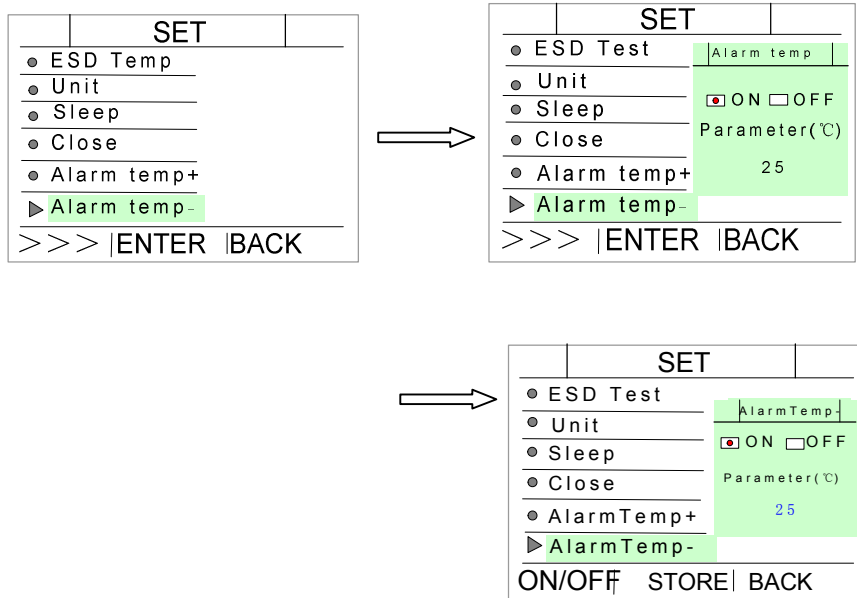 SET
ESD Temp
Unit
Sleep
Close
Alarm temp+
Alarm temp-
>>> |ENTER |BACK
SET
ESD Test
Unit
Sleep
Close
Alarm temp+
Alarm temp-
Alarm temp
ON OFF
Parameter(℃)
25
>>> |ENTER |BACK
SET
ESD Test
Unit
Sleep
Close
AlarmTemp+
AlarmTemp-
AlarmTemp-
ON OFF
Parameter(℃)
25
ON/OFF| STORE| BACK